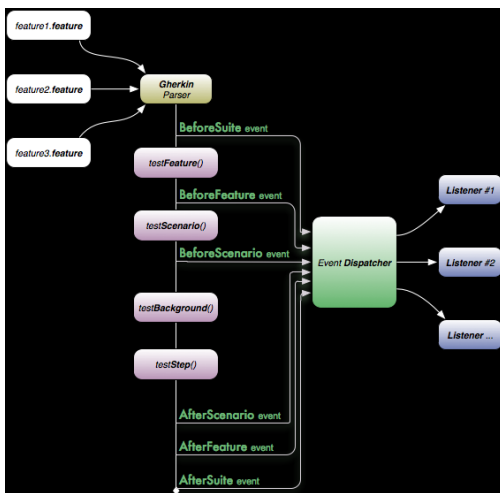 feature1.feature
feature2.feature
feature3.feature
Gherkin
Parser
BeforeSuite event
testFeature()
BeforeFeature event
testScenario()
BeforeScenario event
testBackground()
testStep()
AfterScenario event
AfterFeature event
AfterSuite event
Event Dispatcher
Listener #1
Listener #2
Listener ...